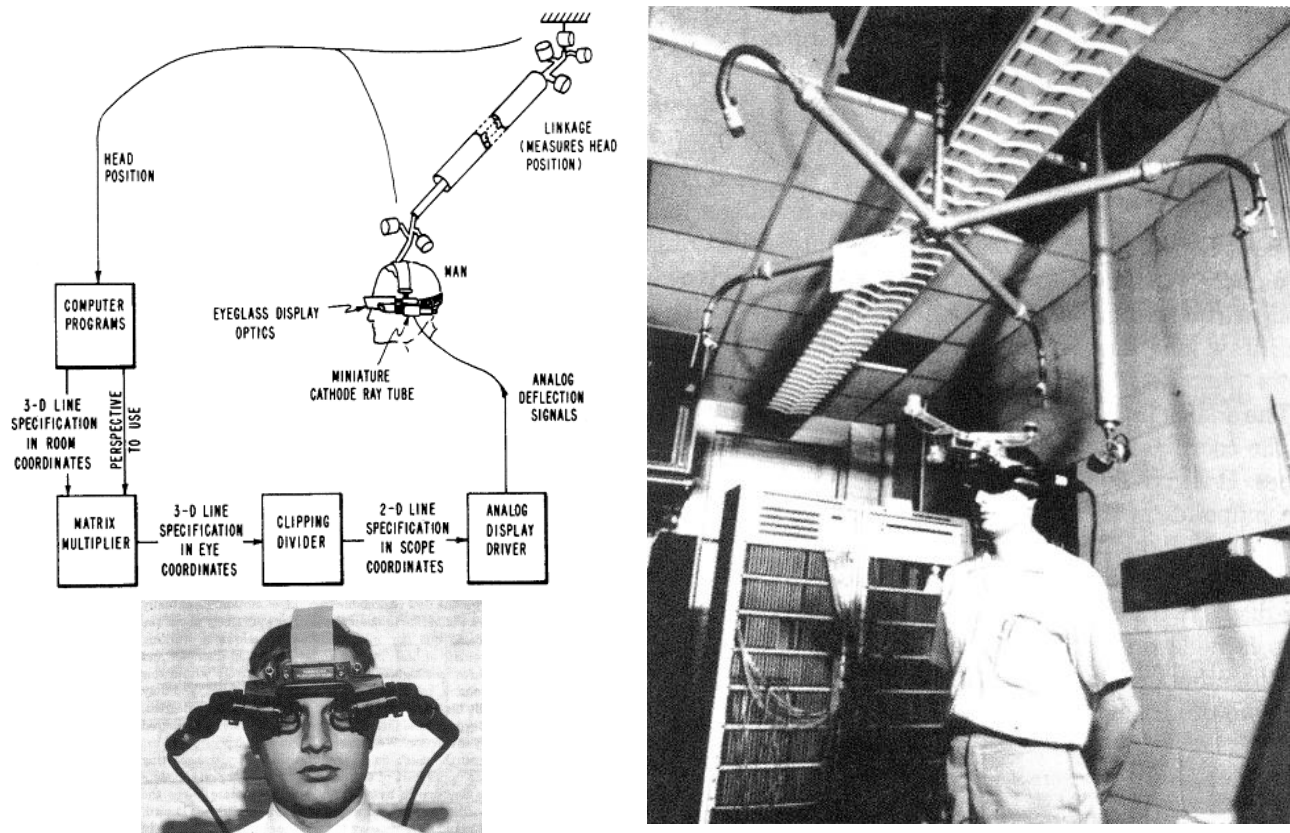 LINKAGE
(MEASURES HEAD
POSITION)
HEAD
POSITION
MAN
COMPUTER
PROGRAMS
EYEGLASS DISPLAY
OPTICS
MINIATURE
CATHODE RAY TUBE
ANALOG
DEFLECTION
SIGNALS
3-D LINE
SPECIFICATION
IN ROOM
COORDINATES
PERSPECTIVE
TO USE
MATRIX
MULTIPLIER
3-D LINE
SPECIFICATION
IN EYE
COORDINATES
CLIPPING
DIVIDER
2-D LINE
SPECIFICATION
IN SCOPE
COORDINATES
ANALOG
DISPLAY
DRIVER